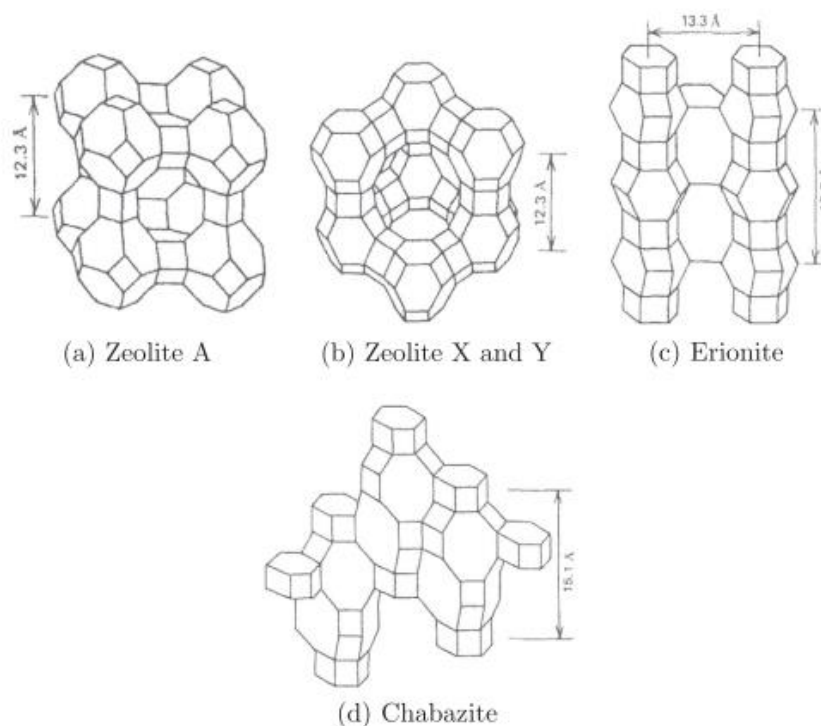 13.3 Å
12.3 Å
12.3 Å
(a) Zeolite A
(b) Zeolite X and Y
(c) Erionite
15.1 Å
(d) Chabazite